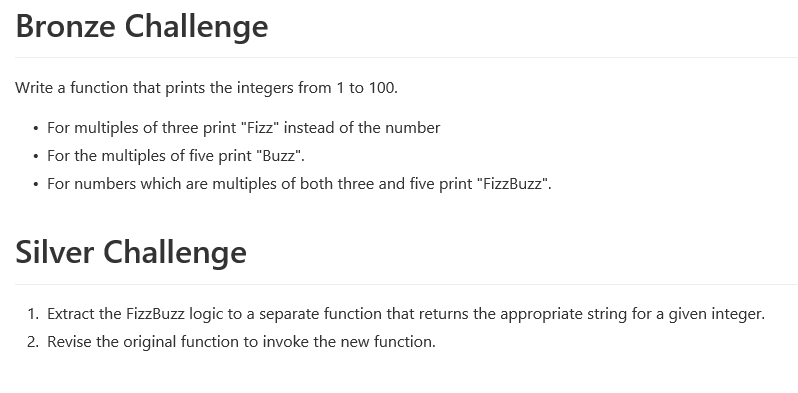 Bronze Challenge
Write a function that prints the integers from 1 to 100.
• For multiples of three print "Fizz" instead of the number
• For the multiples of five print "Buzz".
• For numbers which are multiples of both three and five print "FizzBuzz".
Silver Challenge
1. Extract the FizzBuzz logic to a separate function that returns the appropriate string for a given integer.
2. Revise the original function to invoke the new function.